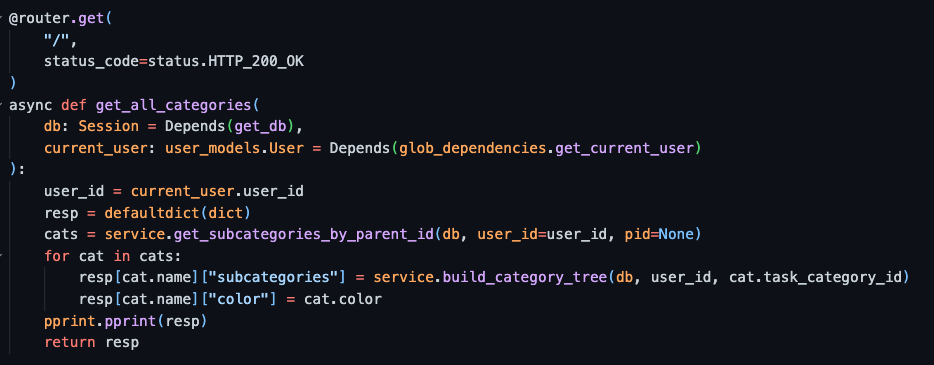 @router.get(
    "/",
    status_code=status.HTTP_200_OK
)
async def get_all_categories(
    db: Session = Depends(get_db),
    current_user: user_models.User = Depends(glob_dependencies.get_current_user)
):
    user_id = current_user.user_id
    resp = defaultdict(dict)
    cats = service.get_subcategories_by_parent_id(db, user_id=user_id, pid=None)
    for cat in cats:
        resp[cat.name]["subcategories"] = service.build_category_tree(db, user_id, cat.task_category_id)
        resp[cat.name]["color"] = cat.color
    pprint.pprint(resp)
    return resp